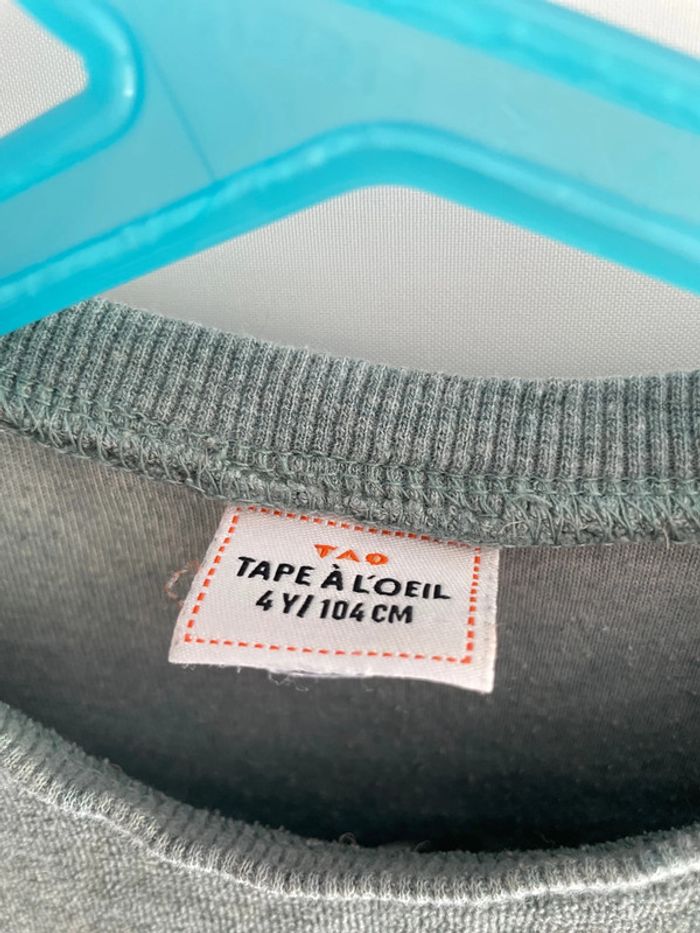 TAO
TAPE À L'OEIL
4 Y/ 104 CM